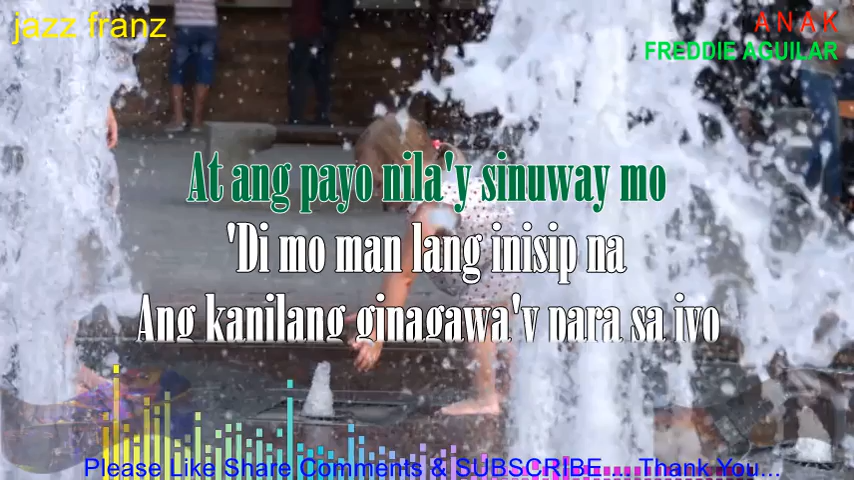 jazz franz
A N A K
FREDDIE AGUILAR
At ang payo nila'y sinuway mo
'Di mo man lang inisip na
Ang kanilang ginagawa'y para sa iyo
Please Like Share Comments & SUBSCRIBE.... Thank You...